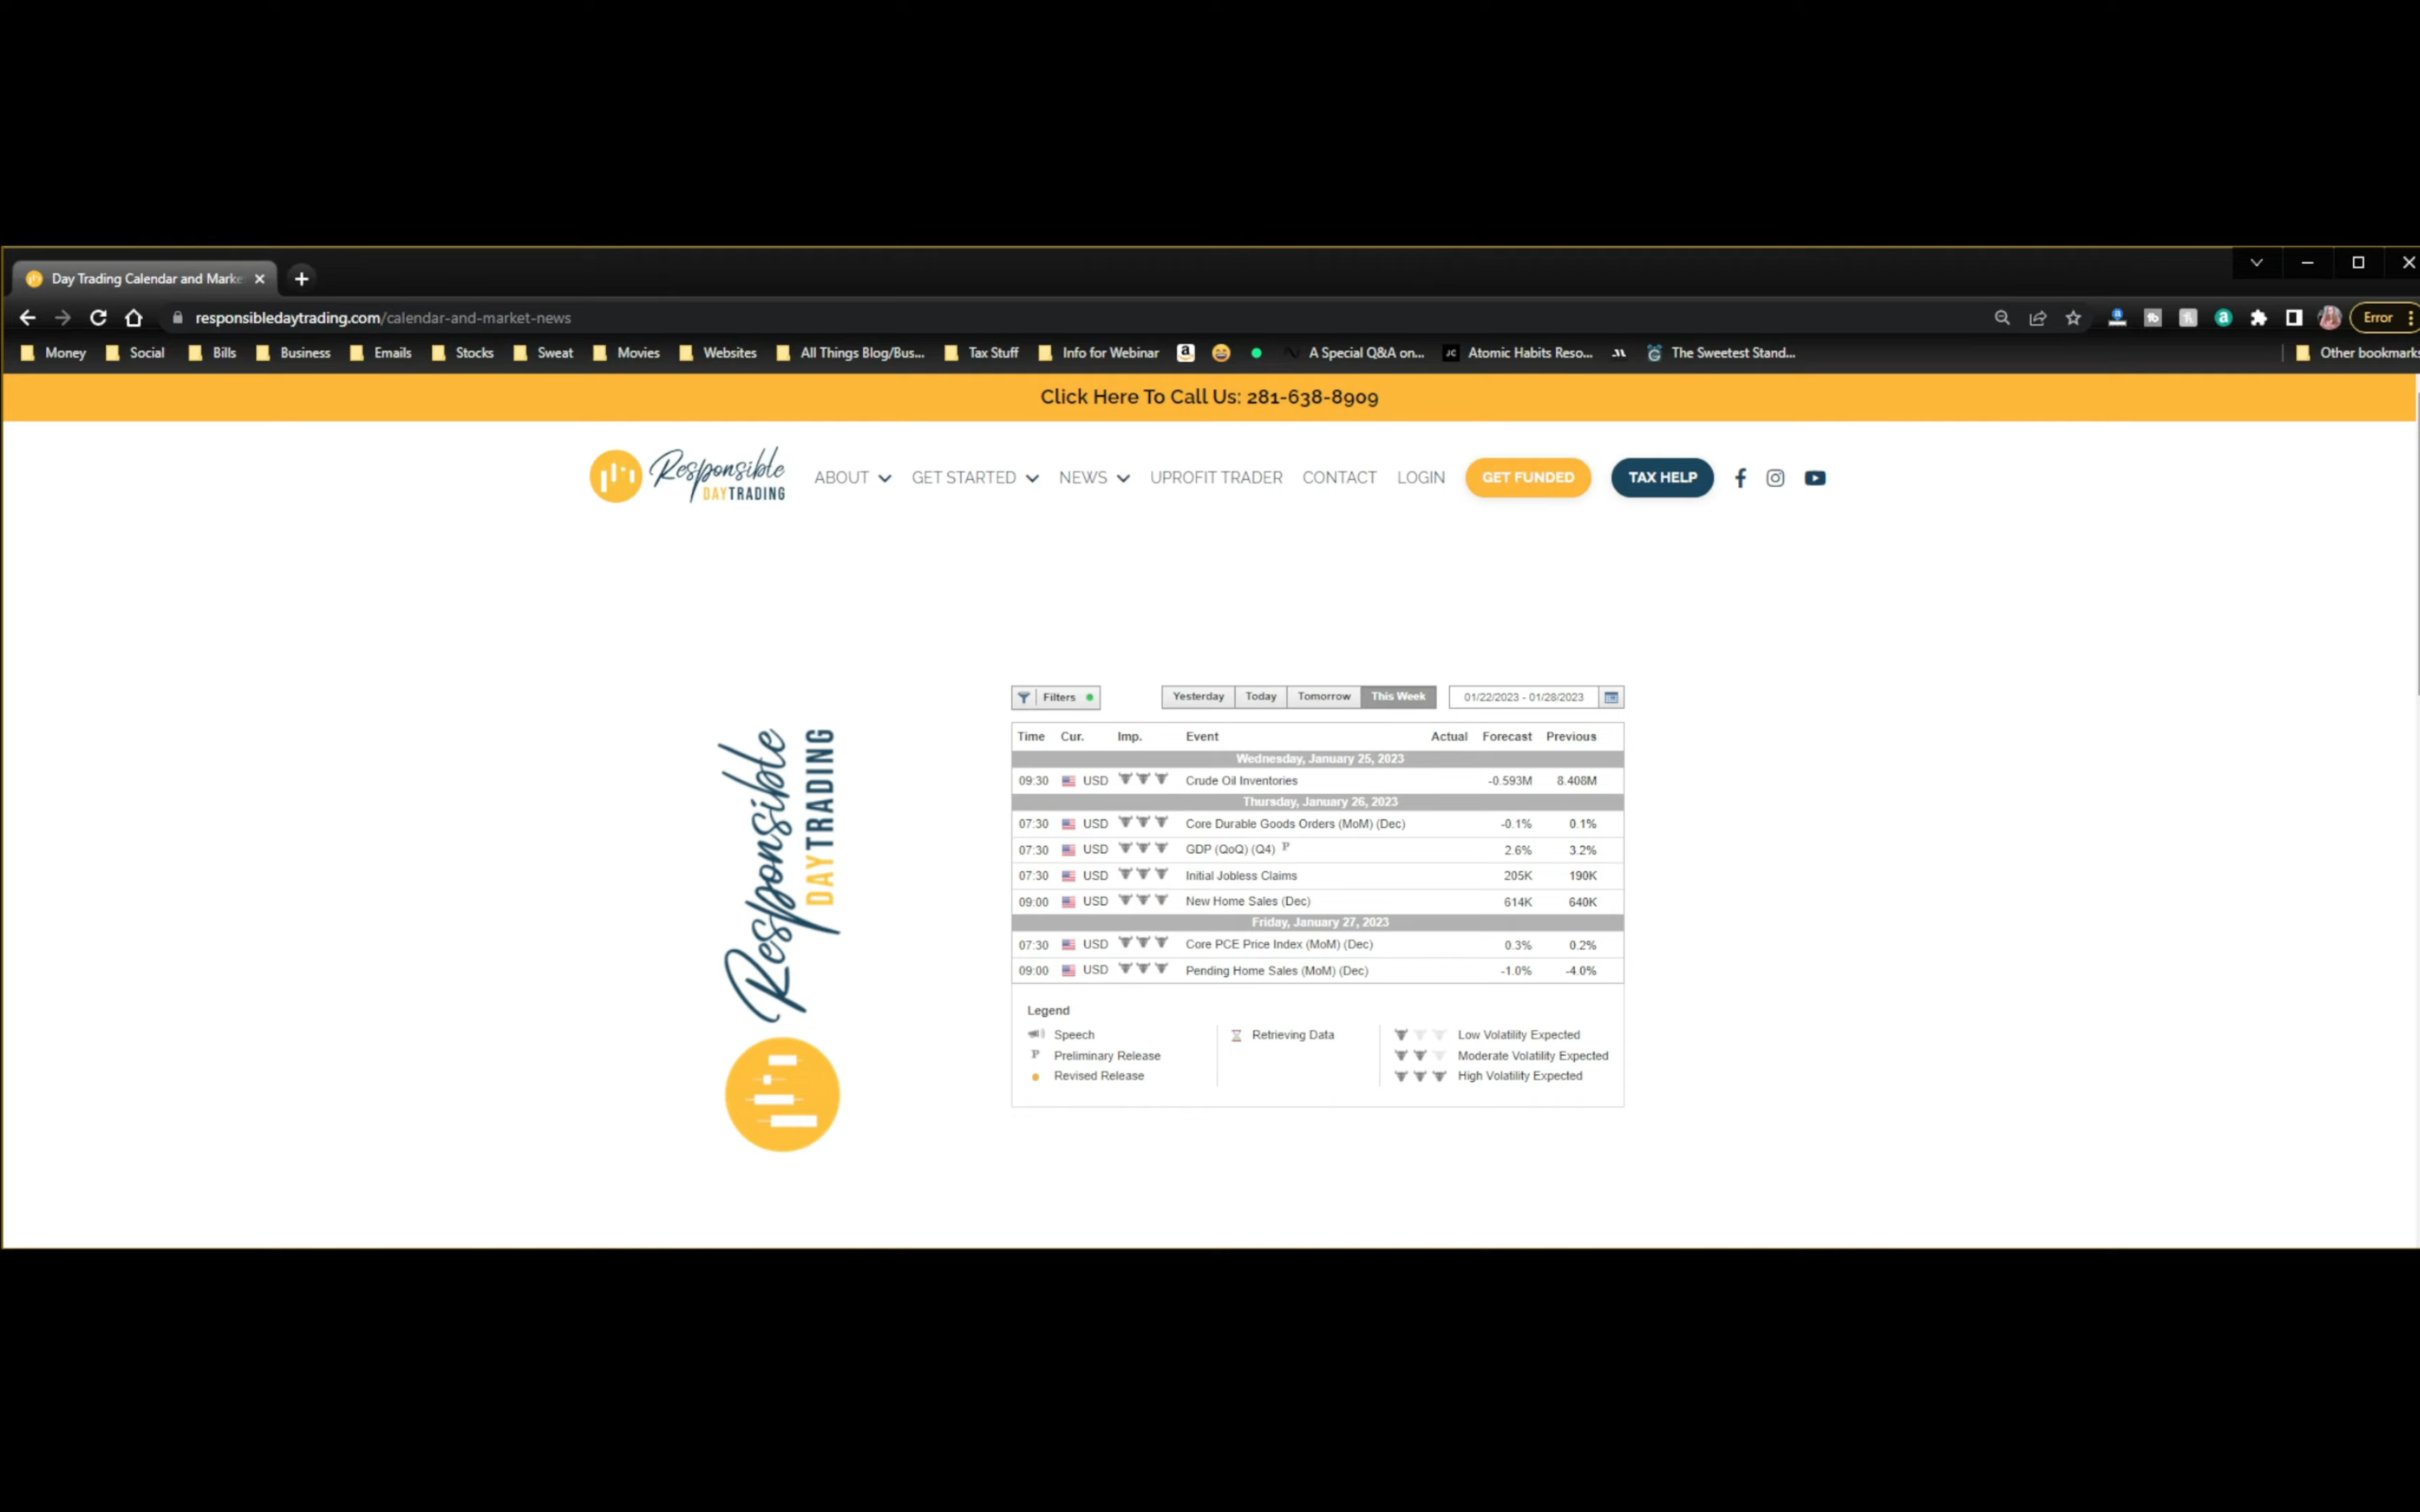 Day Trading Calendar and Marke
responsibledaytrading.com/calendar-and-market-news
Error
Money Social Bills Business Emails Stocks Sweat Movies Websites All Things Blog/Bus... Tax Stuff Info for Webinar A Special Q&A on... JC Atomic Habits Reso... The Sweetest Stand... Other bookmarks
Click Here To Call Us: 281-638-8909
Responsible DAYTRADING
ABOUT GET STARTED NEWS UPROFIT TRADER CONTACT LOGIN GET FUNDED TAX HELP
Responsible
DAYTRADING
Filters Yesterday Today Tomorrow This Week 01/22/2023 - 01/28/2023
Time Cur. Imp. Event Actual Forecast Previous
Wednesday, January 25, 2023
09:30 USD Crude Oil Inventories -0.593M 8.408M
Thursday, January 26, 2023
07:30 USD Core Durable Goods Orders (MoM) (Dec) -0.1% 0.1%
07:30 USD GDP (QoQ) (Q4) P 2.6% 3.2%
07:30 USD Initial Jobless Claims 205K 190K
09:00 USD New Home Sales (Dec) 614K 640K
Friday, January 27, 2023
07:30 USD Core PCE Price Index (MoM) (Dec) 0.3% 0.2%
09:00 USD Pending Home Sales (MoM) (Dec) -1.0% -4.0%
Legend
Speech Retrieving Data Low Volatility Expected
P Preliminary Release Moderate Volatility Expected
Revised Release High Volatility Expected